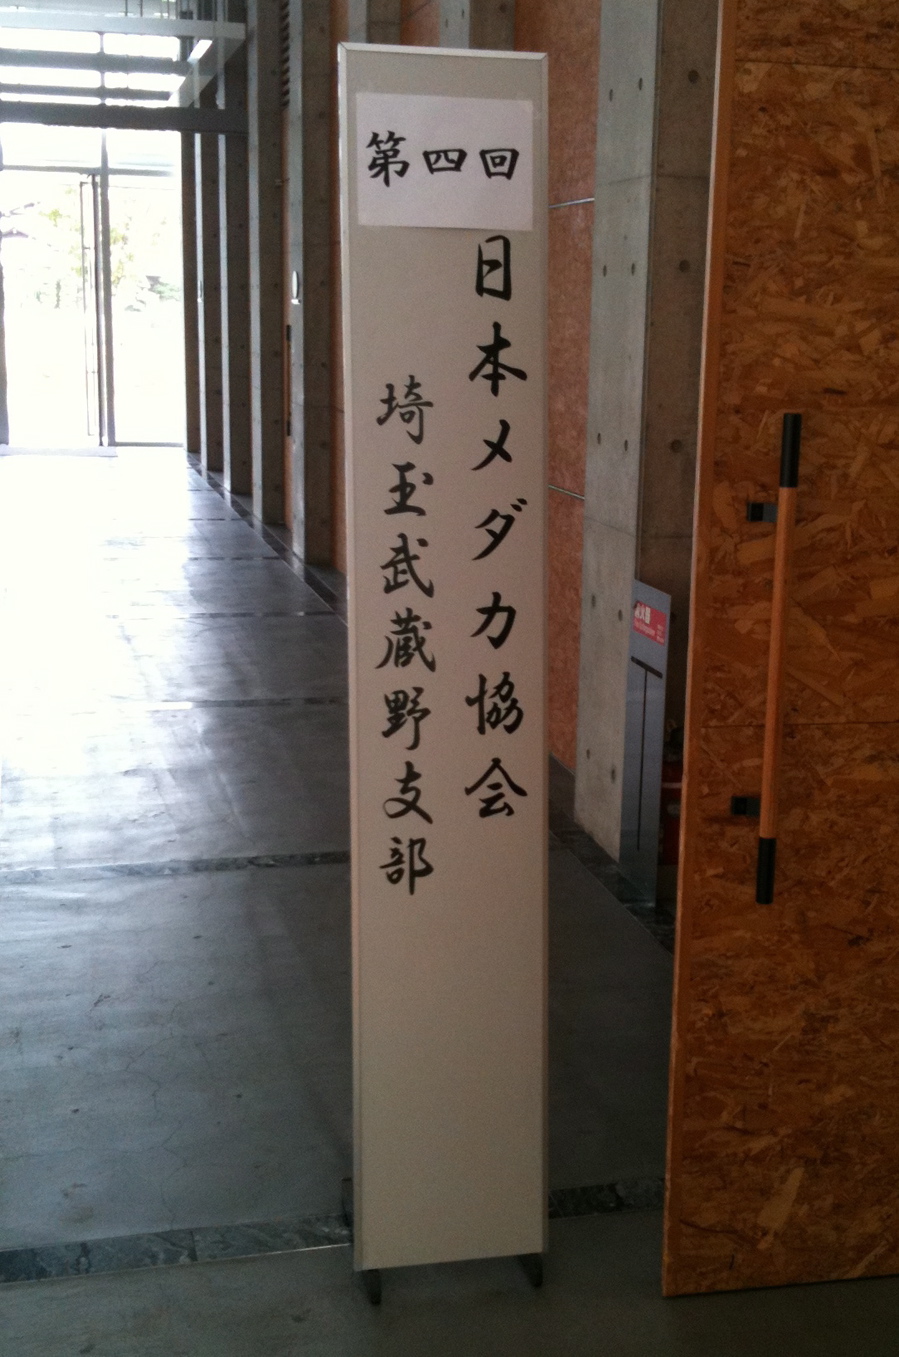 第四回
日本メダカ協会
埼玉武蔵野支部